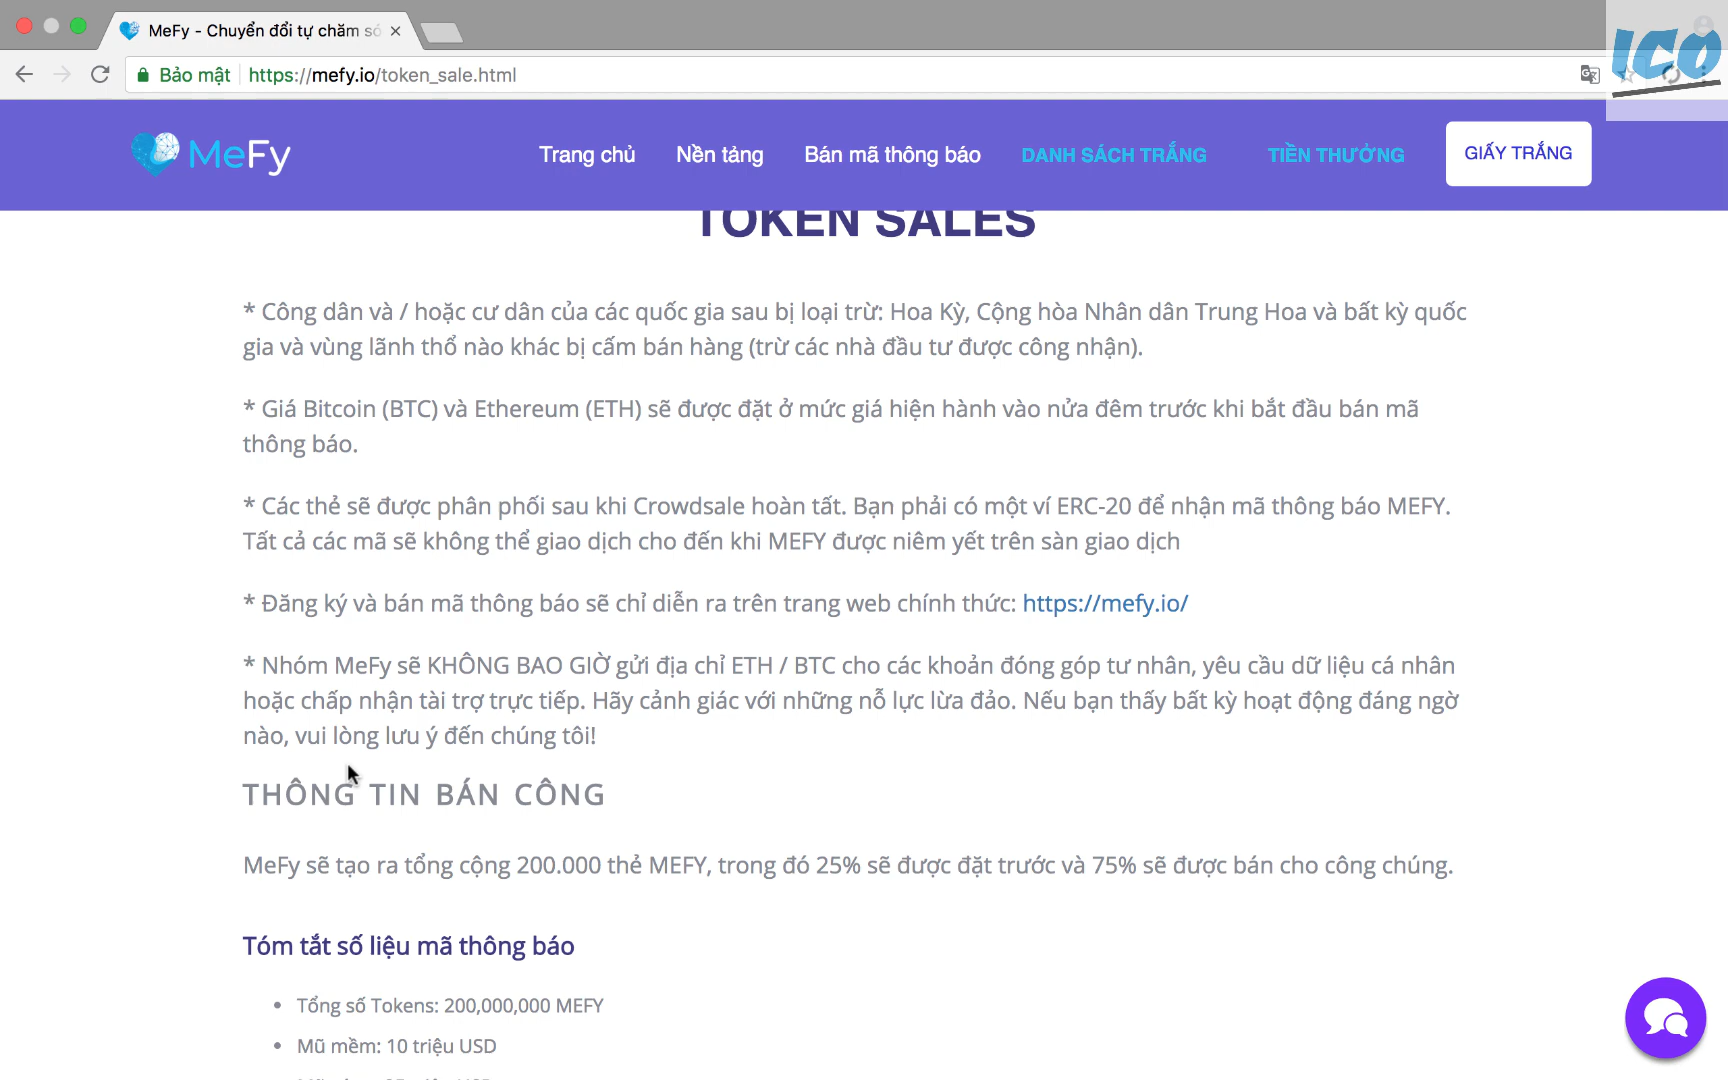 MeFy - Chuyển đổi tự chăm só
Bảo mật https://mefy.io/token_sale.html
ICO
MeFy Trang chủ Nền tảng Bán mã thông báo DANH SÁCH TRẮNG TIỀN THƯỞNG GIẤY TRẮNG
TOKEN SALES
* Công dân và / hoặc cư dân của các quốc gia sau bị loại trừ: Hoa Kỳ, Cộng hòa Nhân dân Trung Hoa và bất kỳ quốc
gia và vùng lãnh thổ nào khác bị cấm bán hàng (trừ các nhà đầu tư được công nhận).
* Giá Bitcoin (BTC) và Ethereum (ETH) sẽ được đặt ở mức giá hiện hành vào nửa đêm trước khi bắt đầu bán mã
thông báo.
* Các thẻ sẽ được phân phối sau khi Crowdsale hoàn tất. Bạn phải có một ví ERC-20 để nhận mã thông báo MEFY.
Tất cả các mã sẽ không thể giao dịch cho đến khi MEFY được niêm yết trên sàn giao dịch
* Đăng ký và bán mã thông báo sẽ chỉ diễn ra trên trang web chính thức: https://mefy.io/
* Nhóm MeFy sẽ KHÔNG BAO GIỜ gửi địa chỉ ETH / BTC cho các khoản đóng góp tư nhân, yêu cầu dữ liệu cá nhân
hoặc chấp nhận tài trợ trực tiếp. Hãy cảnh giác với những nỗ lực lừa đảo. Nếu bạn thấy bất kỳ hoạt động đáng ngờ
nào, vui lòng lưu ý đến chúng tôi!
THÔNG TIN BÁN CÔNG
MeFy sẽ tạo ra tổng cộng 200.000 thẻ MEFY, trong đó 25% sẽ được đặt trước và 75% sẽ được bán cho công chúng.
Tóm tắt số liệu mã thông báo
Tổng số Tokens: 200,000,000 MEFY
Mũ mềm: 10 triệu USD